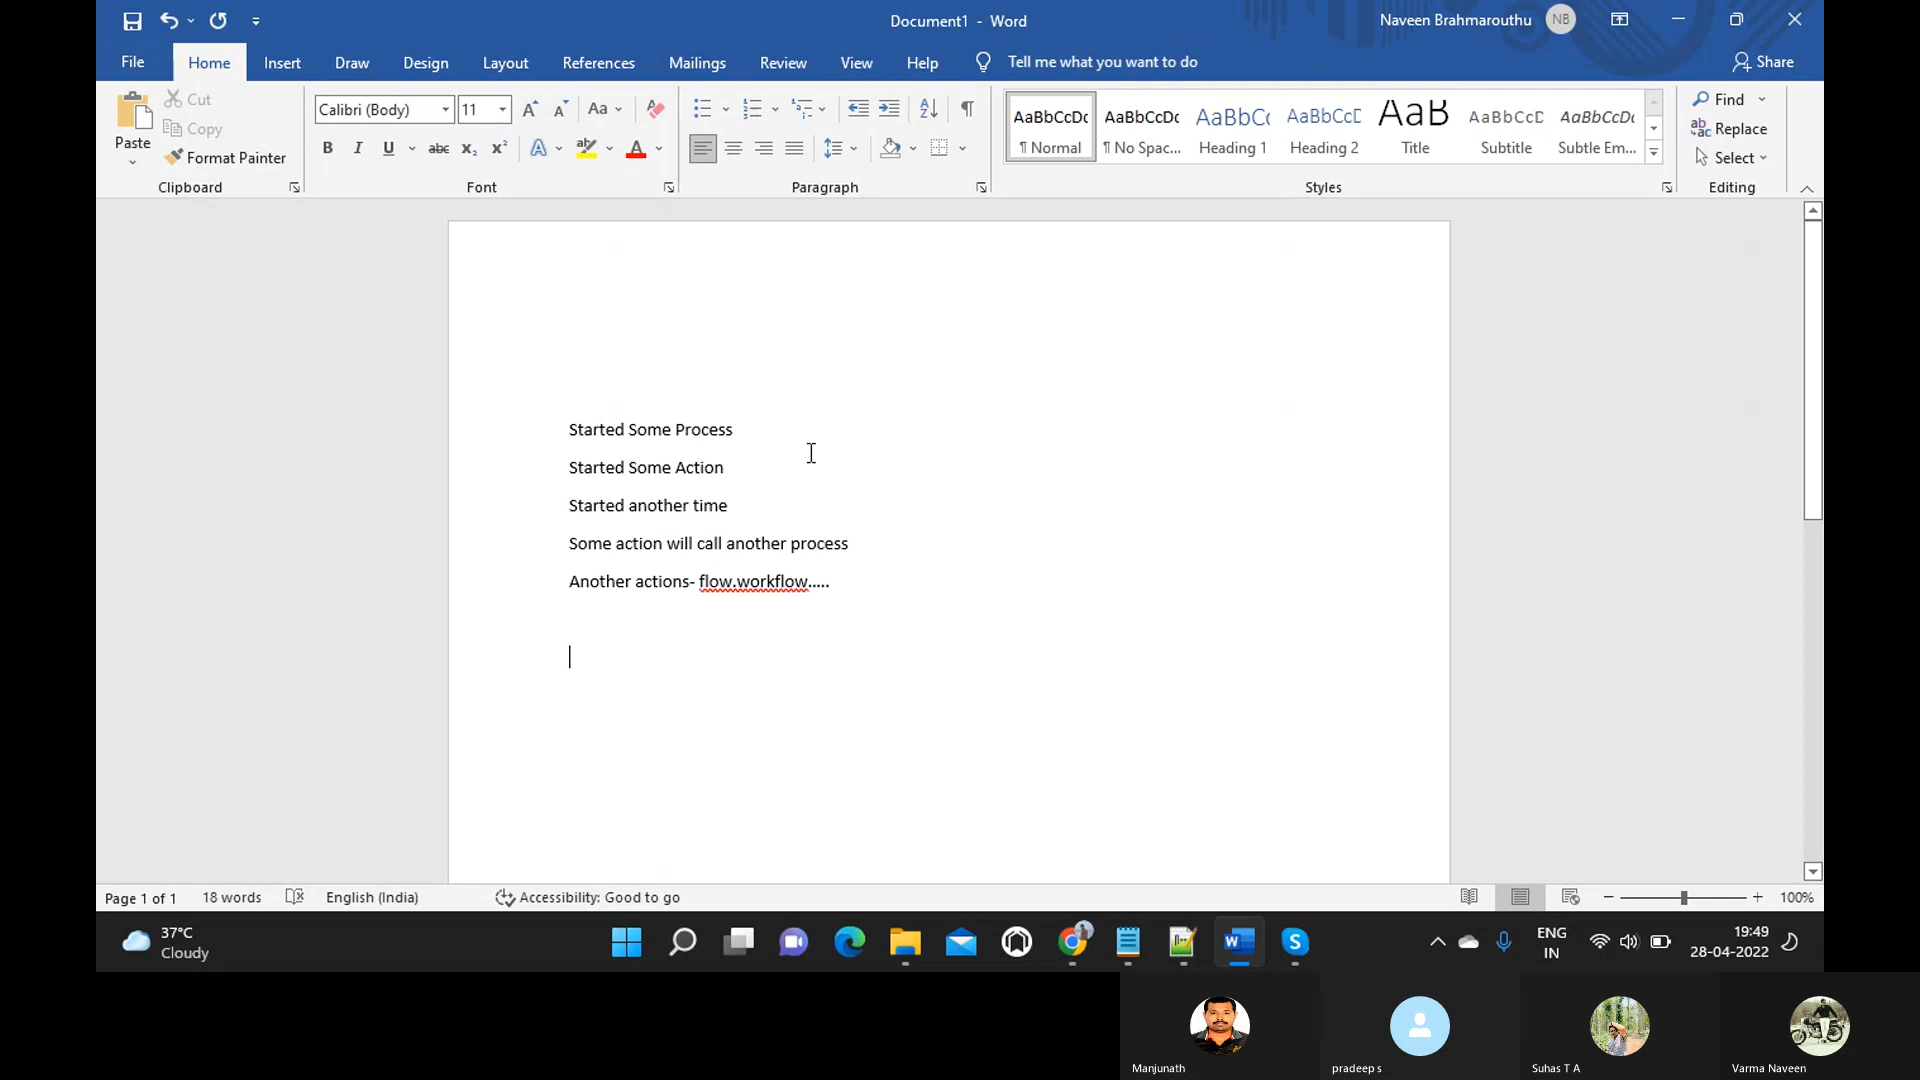 Document1 - Word
Naveen Brahmarouthu
NB
File
Home
Insert
Draw
Design
Layout
References
Mailings
Review
View
Help
Tell me what you want to do
Share
Paste
Cut
Copy
Format Painter
Clipboard
Calibri (Body)
11
Aa
Font
Paragraph
AaBbCcDc
¶ Normal
AaBbCcDc
¶ No Spac...
AaBbCc
Heading 1
AaBbCcD
Heading 2
AaB
Title
AaBbCcD
Subtitle
AaBbCcDc
Subtle Em...
Styles
Find
Replace
Select
Editing
Started Some Process
Started Some Action
Started another time
Some action will call another process
Another actions- flow.workflow.....
Page 1 of 1
18 words
English (India)
Accessibility: Good to go
100%
37°C
Cloudy
ENG
IN
19:49
28-04-2022
Manjunath
pradeep s
Suhas T A
Varma Naveen